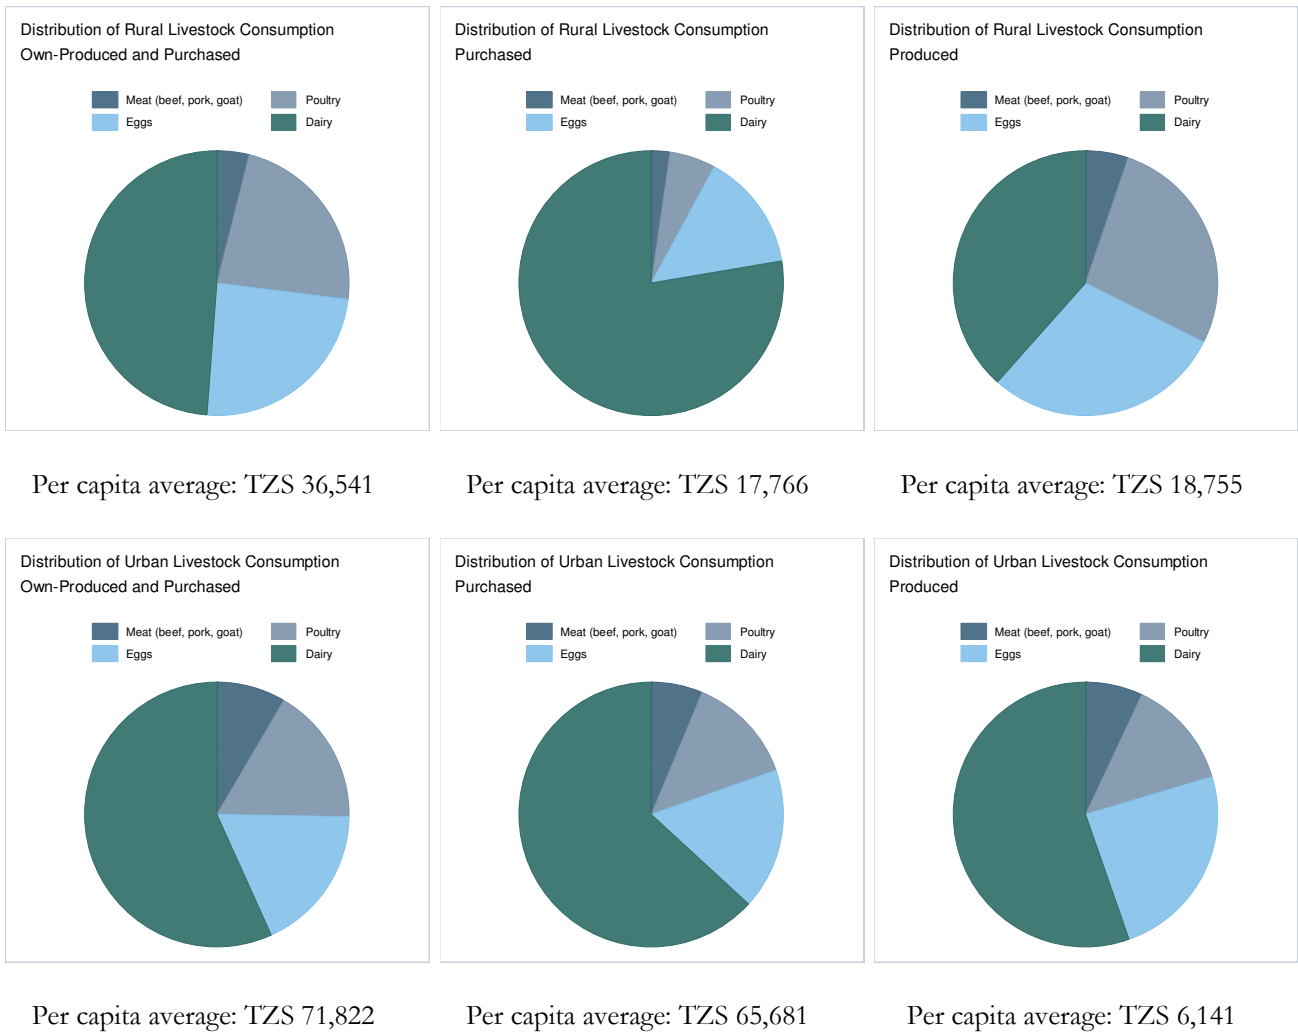 Distribution of Rural Livestock Consumption
Own-Produced and Purchased
Meat (beef, pork, goat)
Poultry
Eggs
Dairy
Per capita average: TZS 36,541
Distribution of Rural Livestock Consumption
Purchased
Meat (beef, pork, goat)
Poultry
Eggs
Dairy
Per capita average: TZS 17,766
Distribution of Rural Livestock Consumption
Produced
Meat (beef, pork, goat)
Poultry
Eggs
Dairy
Per capita average: TZS 18,755
Distribution of Urban Livestock Consumption
Own-Produced and Purchased
Meat (beef, pork, goat)
Poultry
Eggs
Dairy
Per capita average: TZS 71,822
Distribution of Urban Livestock Consumption
Purchased
Meat (beef, pork, goat)
Poultry
Eggs
Dairy
Per capita average: TZS 65,681
Distribution of Urban Livestock Consumption
Produced
Meat (beef, pork, goat)
Poultry
Eggs
Dairy
Per capita average: TZS 6,141